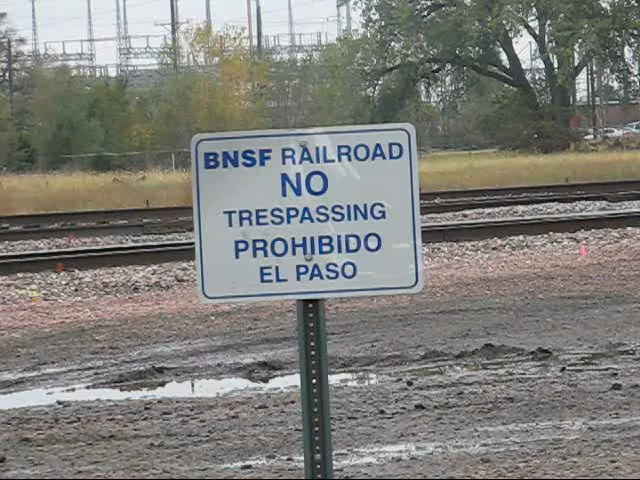 BNSF RAILROAD
NO
TRESPASSING
PROHIBIDO
EL PASO